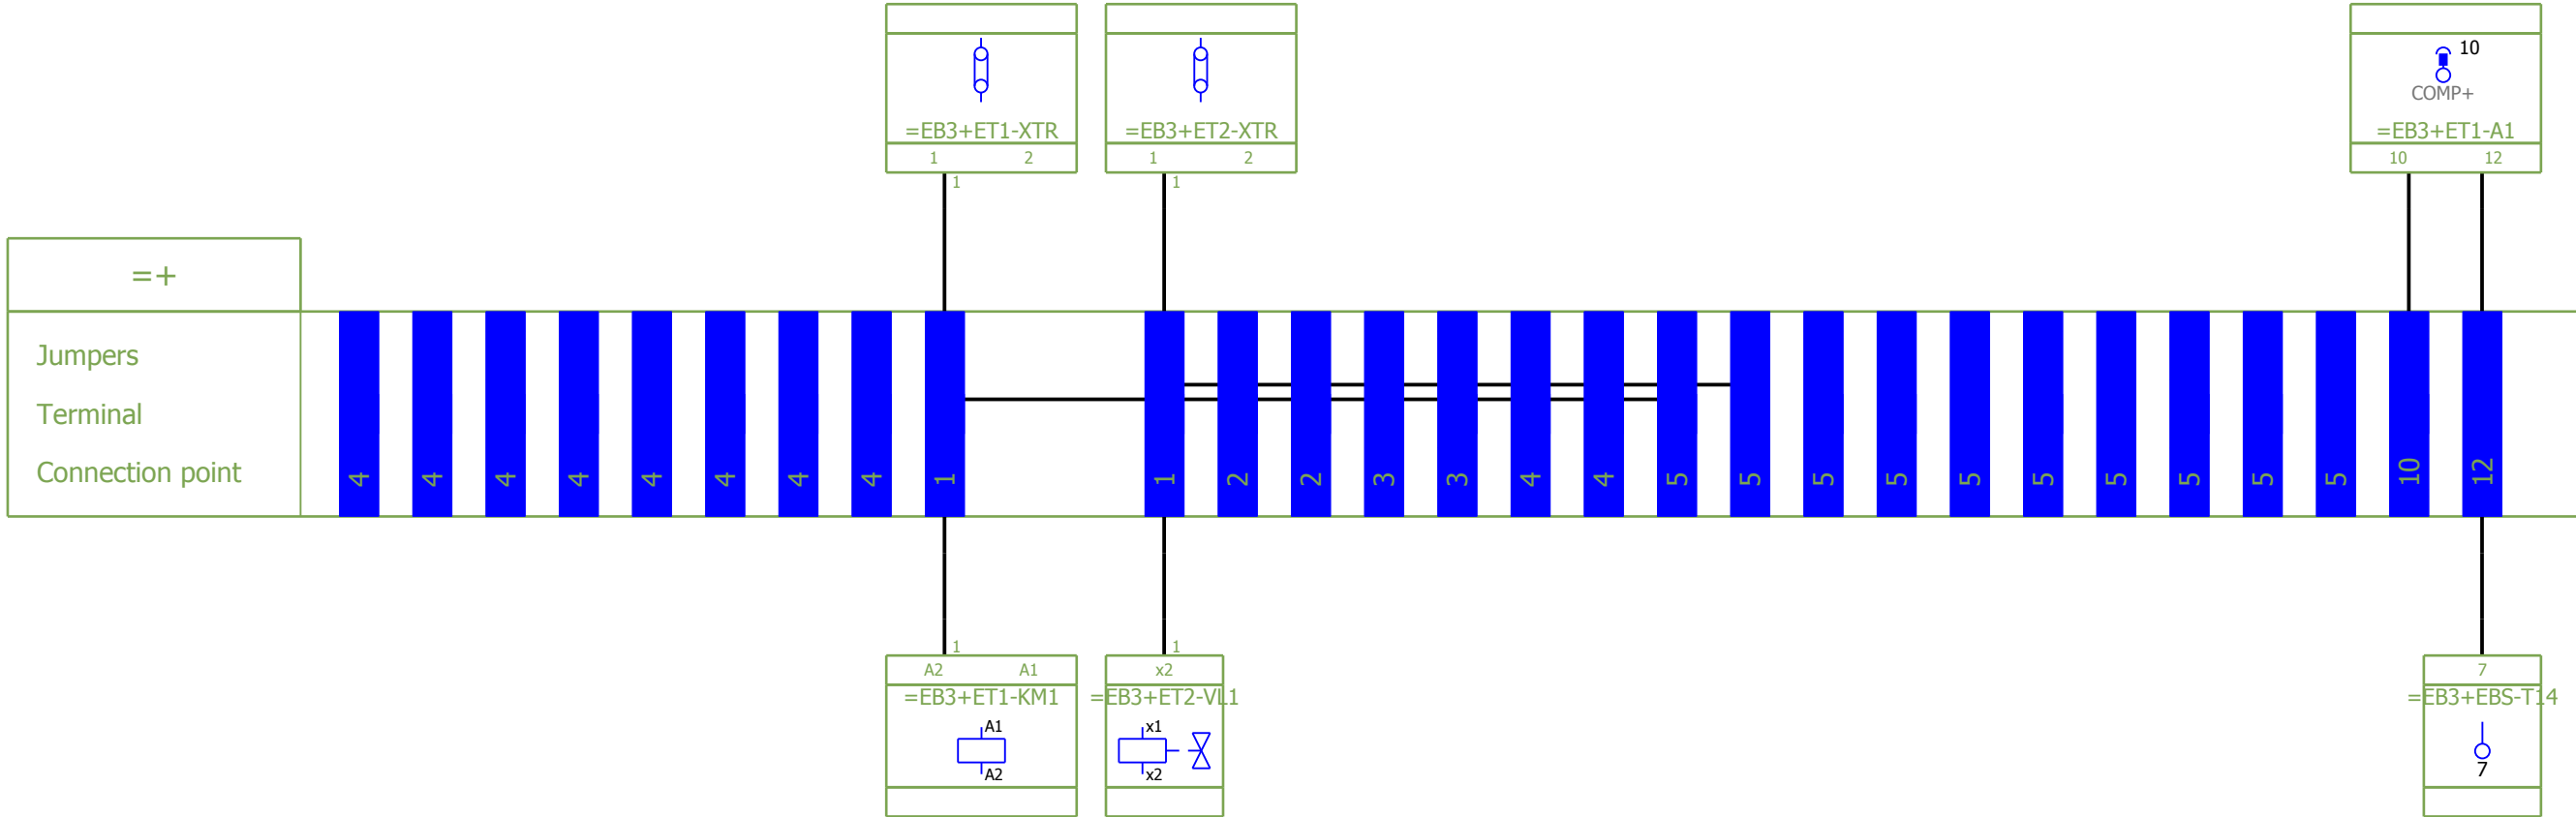 10
COMP+
=EB3+ET1-XTR
=EB3+ET2-XTR
=EB3+ET1-A1
1 2
1 2
10 12
1
1
=+
Jumpers
Terminal
Connection point
4 4 4 4 4 4 4 4 1 1 2 2 3 3 4 4 5 5 5 5 5 5 5 5 5 5 10 12
1
1
A2 A1
x2
7
=EB3+ET1-KM1
=EB3+ET2-VL1
=EB3+EBS-T14
A1
x1
A2
x2
7